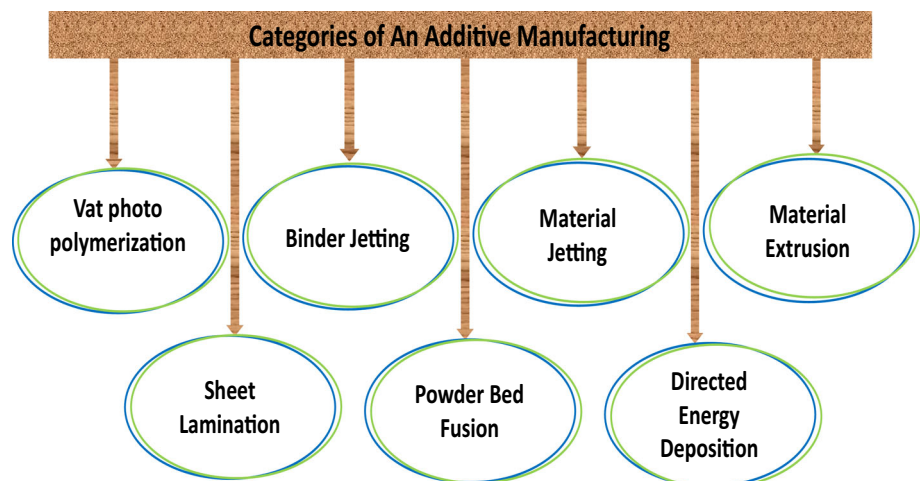 Categories of An Additive Manufacturing
Vat photo
polymerization
Binder Jetting
Material
Jetting
Material
Extrusion
Sheet
Lamination
Powder Bed
Fusion
Directed
Energy
Deposition